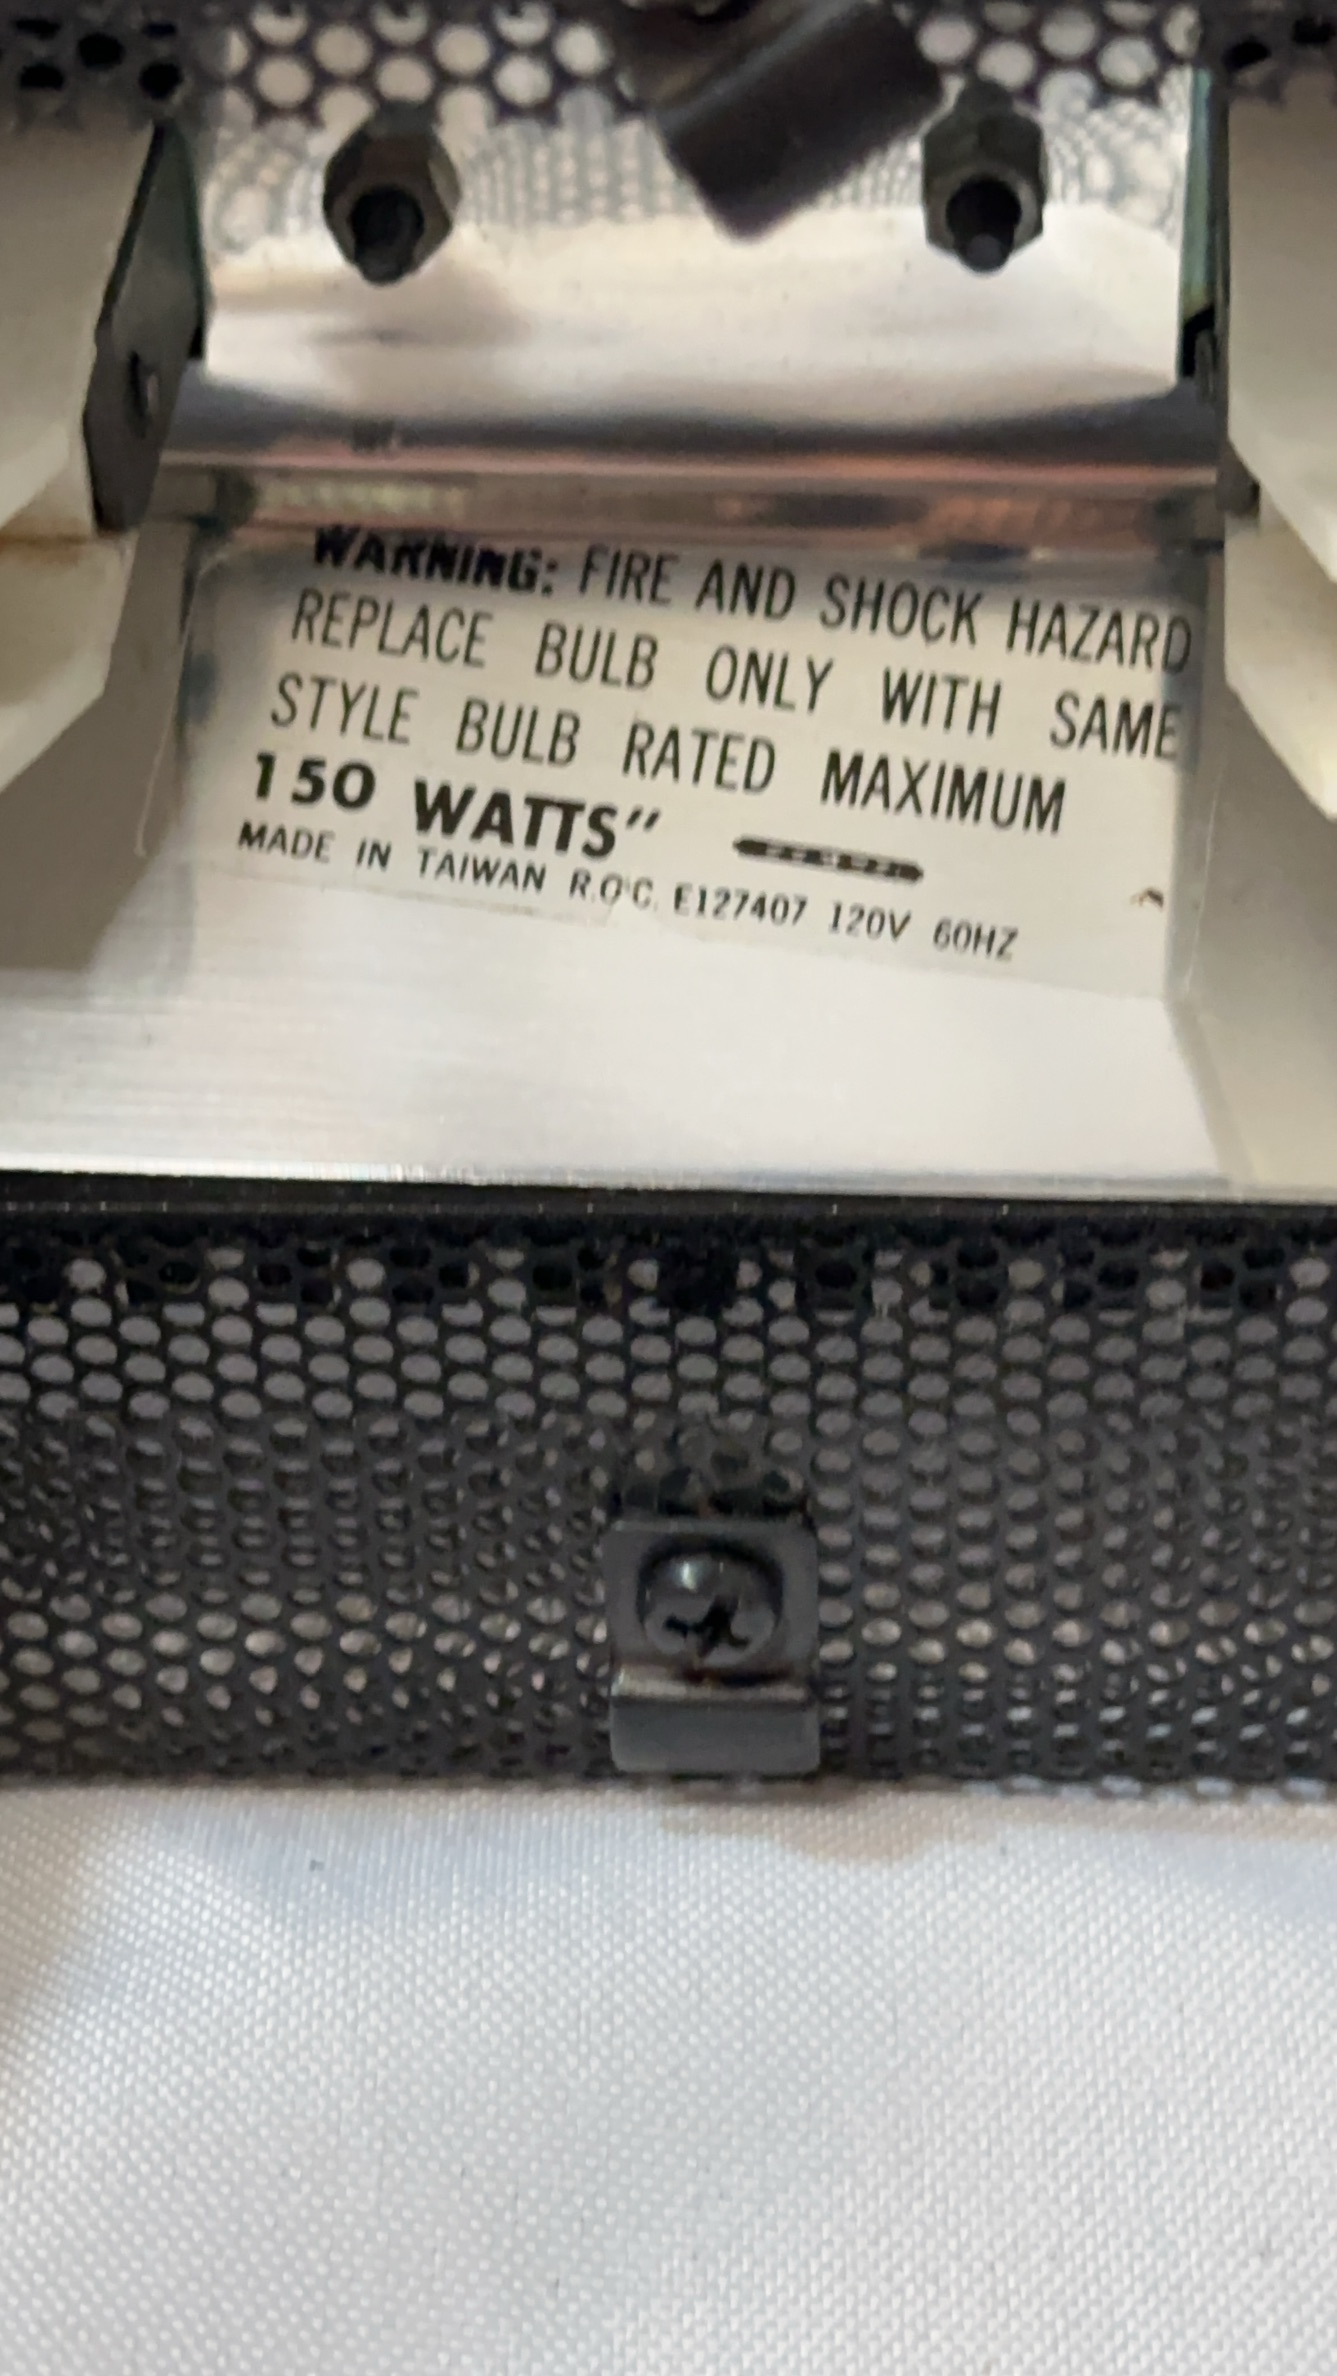 WARNING: FIRE AND SHOCK HAZARD
REPLACE BULB ONLY WITH SAME
STYLE BULB RATED MAXIMUM
150 WATTS"
MADE IN TAIWAN R.O.C. E127407 120V 60HZ